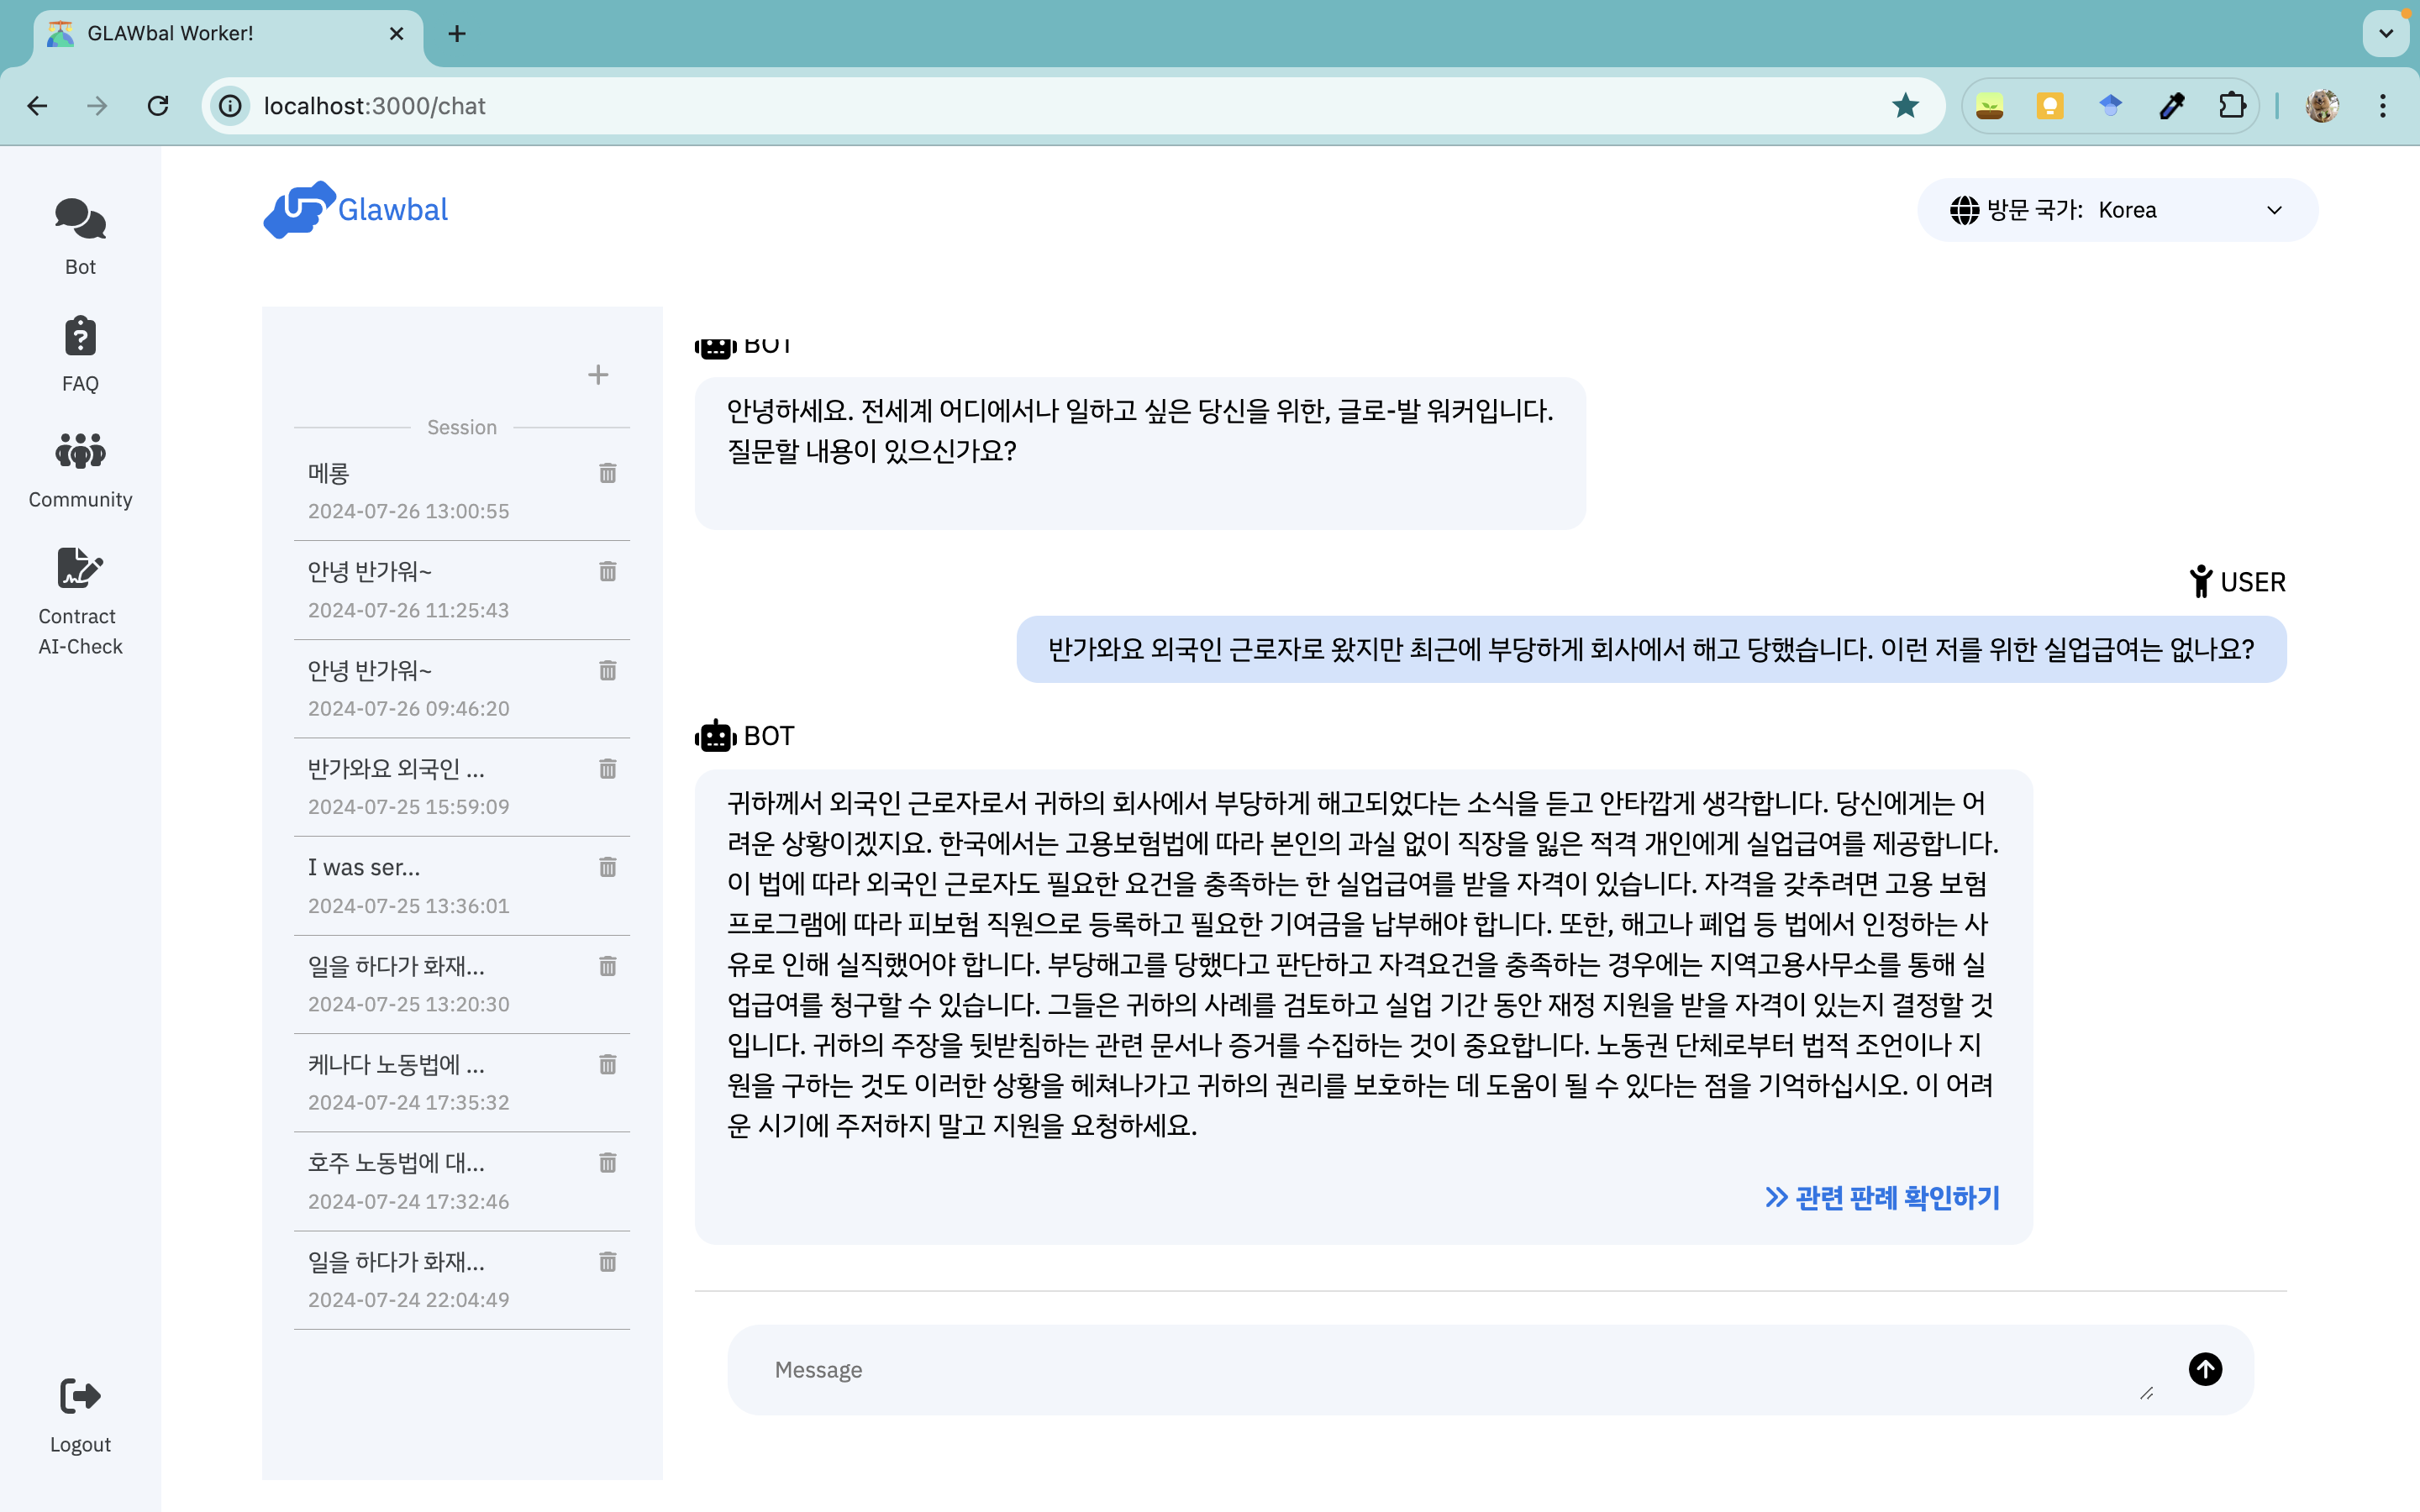 GLAWbal Worker!
localhost:3000/chat
Bot
FAQ
Community
Contract
AI-Check
Logout
Glawbal
방문 국가: Korea
Session
메롱
2024-07-26 13:00:55
안녕 반가워~
2024-07-26 11:25:43
안녕 반가워~
2024-07-26 09:46:20
반가와요 외국인 ...
2024-07-25 15:59:09
I was ser...
2024-07-25 13:36:01
일을 하다가 화재...
2024-07-25 13:20:30
케나다 노동법에 ...
2024-07-24 17:35:32
호주 노동법에 대...
2024-07-24 17:32:46
일을 하다가 화재...
2024-07-24 22:04:49
BOT
안녕하세요. 전세계 어디에서나 일하고 싶은 당신을 위한, 글로-발 워커입니다.
질문할 내용이 있으신가요?
USER
반가와요 외국인 근로자로 왔지만 최근에 부당하게 회사에서 해고 당했습니다. 이런 저를 위한 실업급여는 없나요?
BOT
귀하께서 외국인 근로자로서 귀하의 회사에서 부당하게 해고되었다는 소식을 듣고 안타깝게 생각합니다. 당신에게는 어
려운 상황이겠지요. 한국에서는 고용보험법에 따라 본인의 과실 없이 직장을 잃은 적격 개인에게 실업급여를 제공합니다.
이 법에 따라 외국인 근로자도 필요한 요건을 충족하는 한 실업급여를 받을 자격이 있습니다. 자격을 갖추려면 고용 보험
프로그램에 따라 피보험 직원으로 등록하고 필요한 기여금을 납부해야 합니다. 또한, 해고나 폐업 등 법에서 인정하는 사
유로 인해 실직했어야 합니다. 부당해고를 당했다고 판단하고 자격요건을 충족하는 경우에는 지역고용사무소를 통해 실
업급여를 청구할 수 있습니다. 그들은 귀하의 사례를 검토하고 실업 기간 동안 재정 지원을 받을 자격이 있는지 결정할 것
입니다. 귀하의 주장을 뒷받침하는 관련 문서나 증거를 수집하는 것이 중요합니다. 노동권 단체로부터 법적 조언이나 지
원을 구하는 것도 이러한 상황을 헤쳐나가고 귀하의 권리를 보호하는 데 도움이 될 수 있다는 점을 기억하십시오. 이 어려
운 시기에 주저하지 말고 지원을 요청하세요.
관련 판례 확인하기
Message